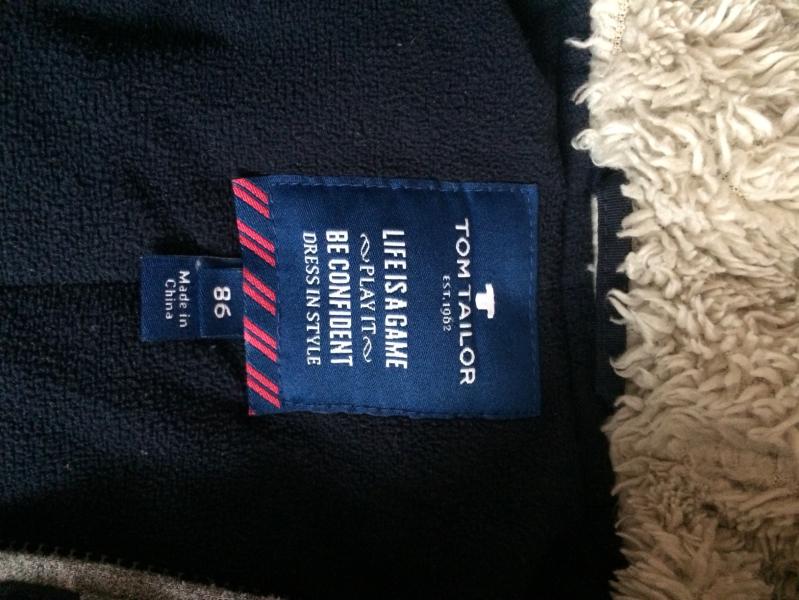 TOM TAILOR
EST. 1962
LIFE IS A GAME
PLAY IT
BE CONFIDENT
DRESS IN STYLE
86
Made in
China